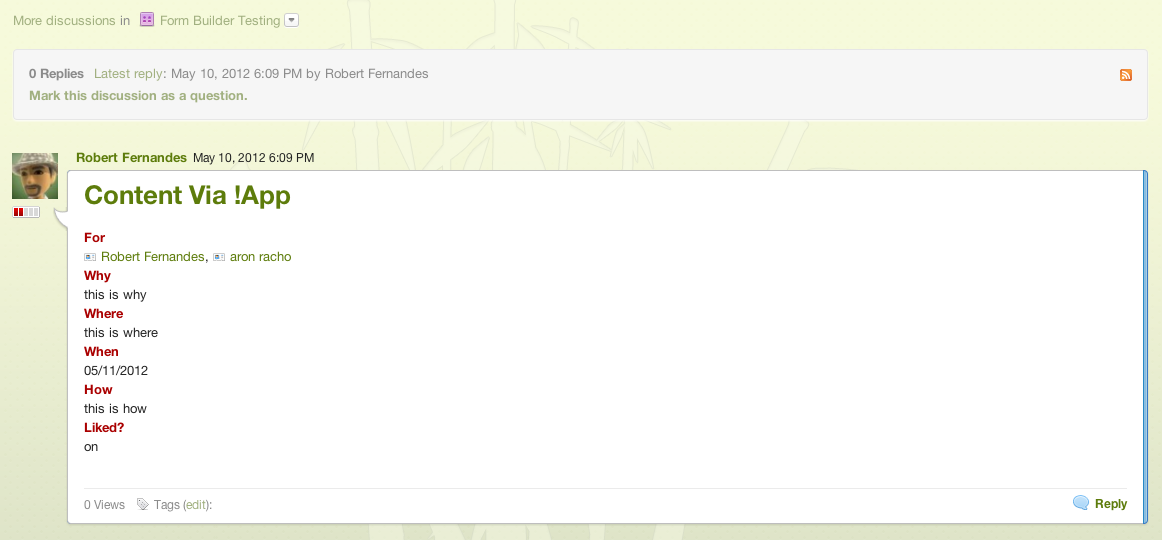 More discussions in Form Builder Testing
0 Replies Latest reply: May 10, 2012 6:09 PM by Robert Fernandes
Mark this discussion as a question.
Robert Fernandes May 10, 2012 6:09 PM
Content Via !App
For
Robert Fernandes, aron racho
Why
this is why
Where
this is where
When
05/11/2012
How
this is how
Liked?
on
0 Views Tags (edit):
Reply